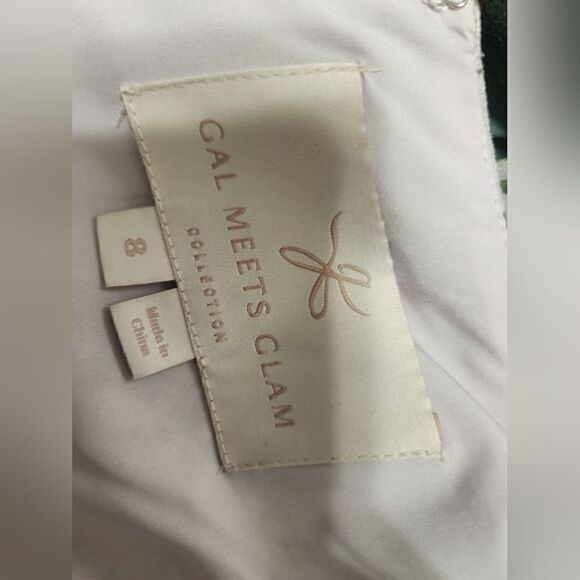 GAL MEETS GLAM
COLLECTION
8
Made in
China